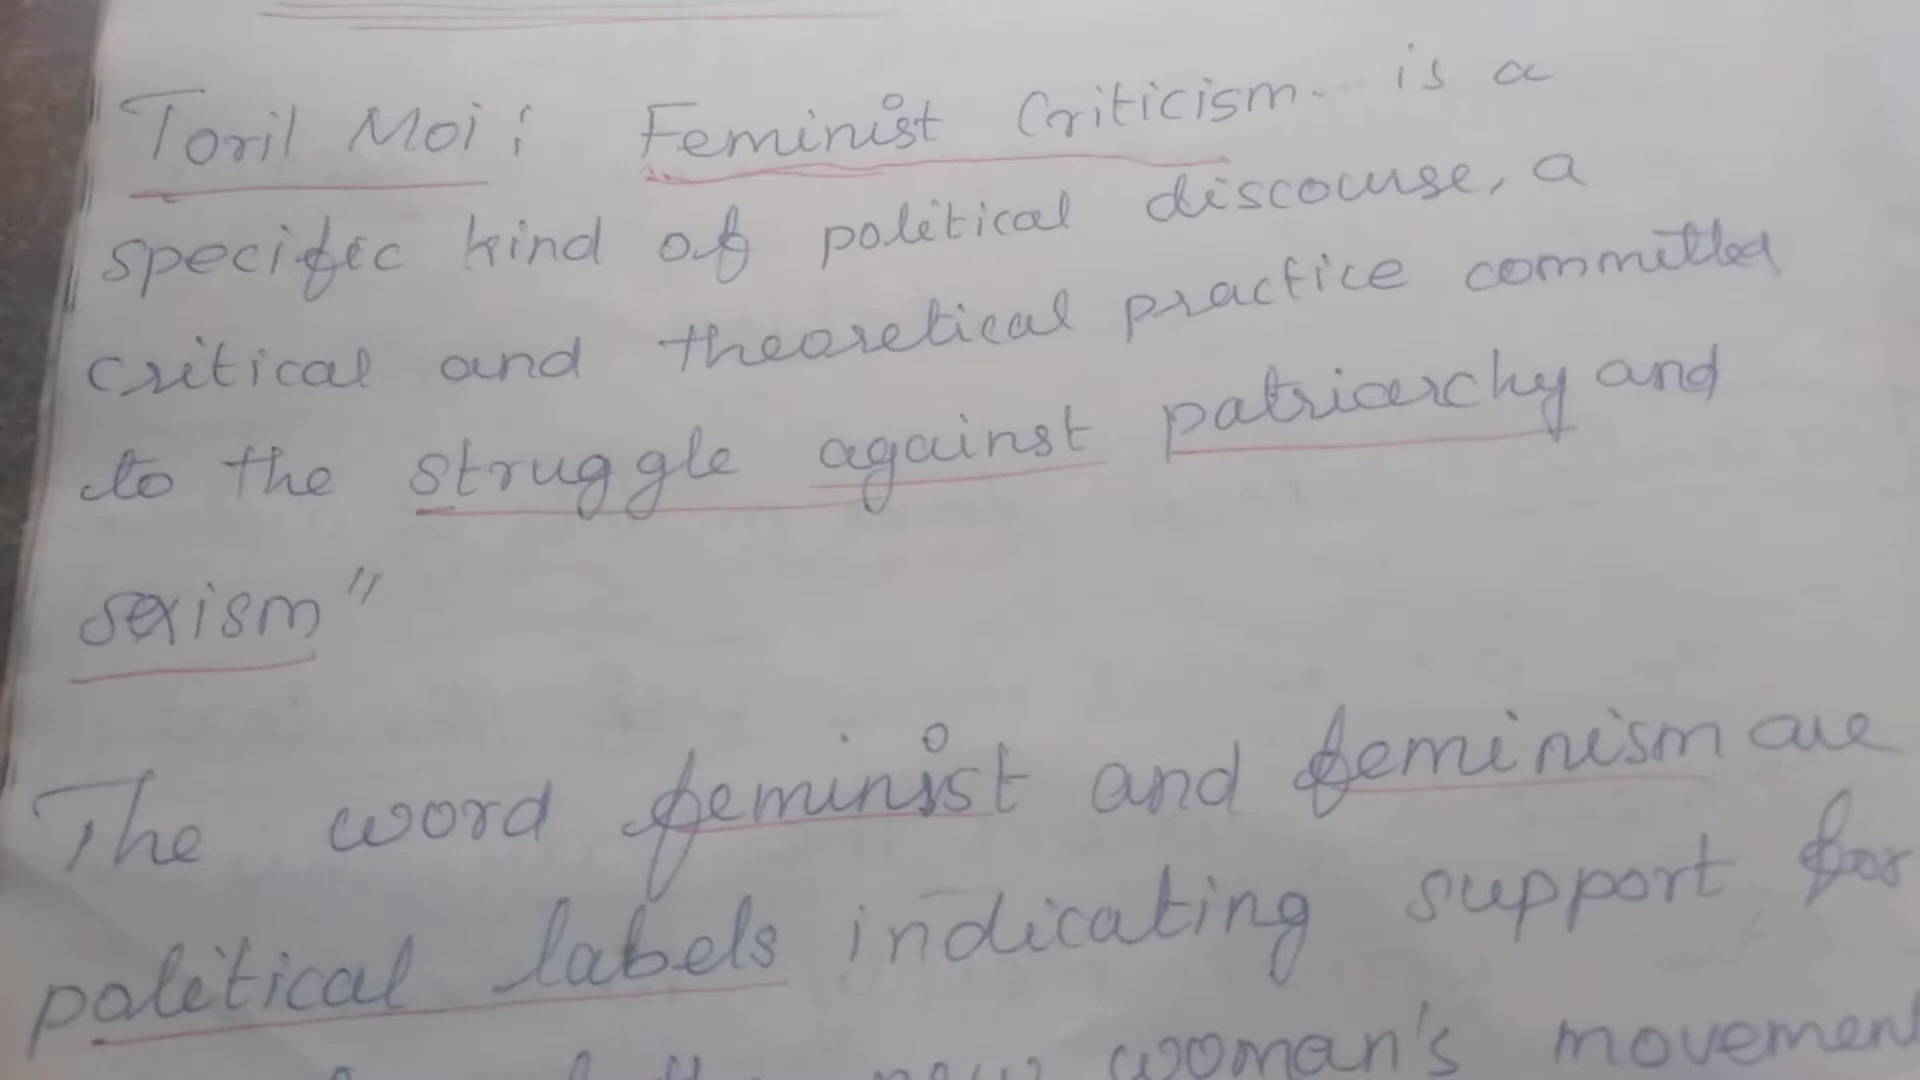 Toril Moi : Feminist Criticism is a
specific kind of political discourse, a
critical and theoretical practice committed
to the struggle against patriarchy and
sexism"
The word feminist and feminism are
political labels indicating support for
new woman's movement